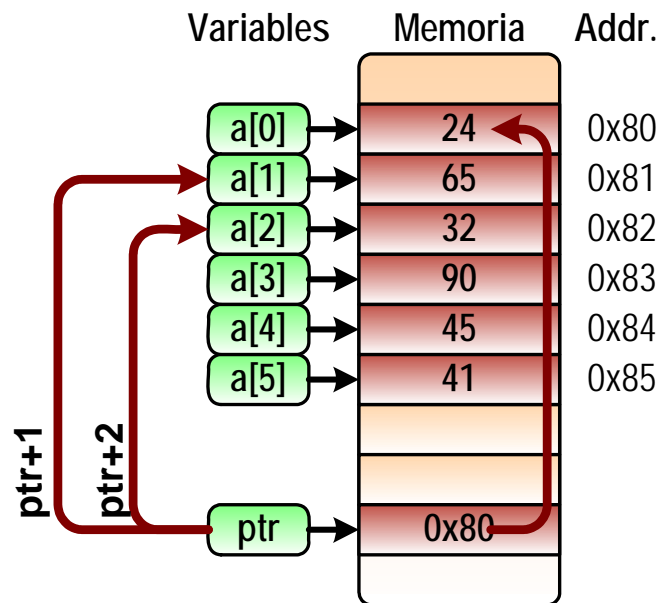 Variables Memoria Addr.
a[0] 24 0x80
a[1] 65 0x81
a[2] 32 0x82
a[3] 90 0x83
a[4] 45 0x84
a[5] 41 0x85
ptr+1
ptr+2
ptr 0x80